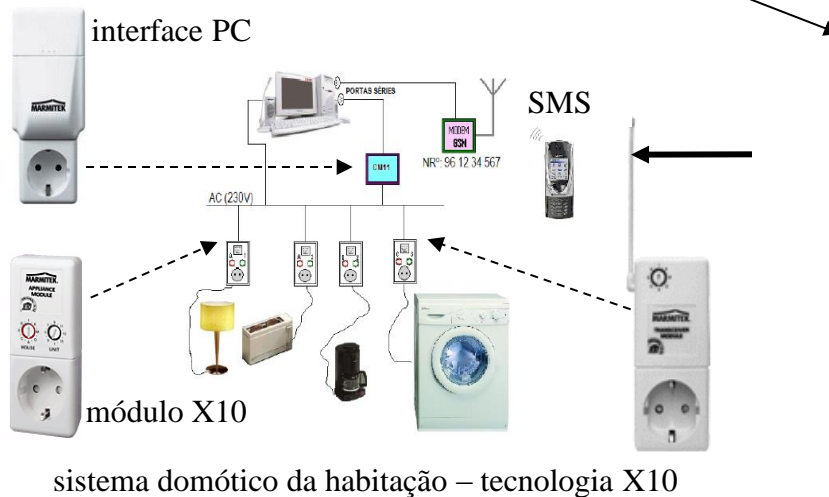 interface PC
MARMITEK
PORTAS SÉRIES
SMS
MODEM
GSM
CM11
NRº: 96 12 34 567
AC (230V)
MARMITEK
APPLIANCE
MODULE
HOUSE
UNIT
MARMITEK
TRANSCEIVER
MODULE
módulo X10
sistema domótico da habitação – tecnologia X10